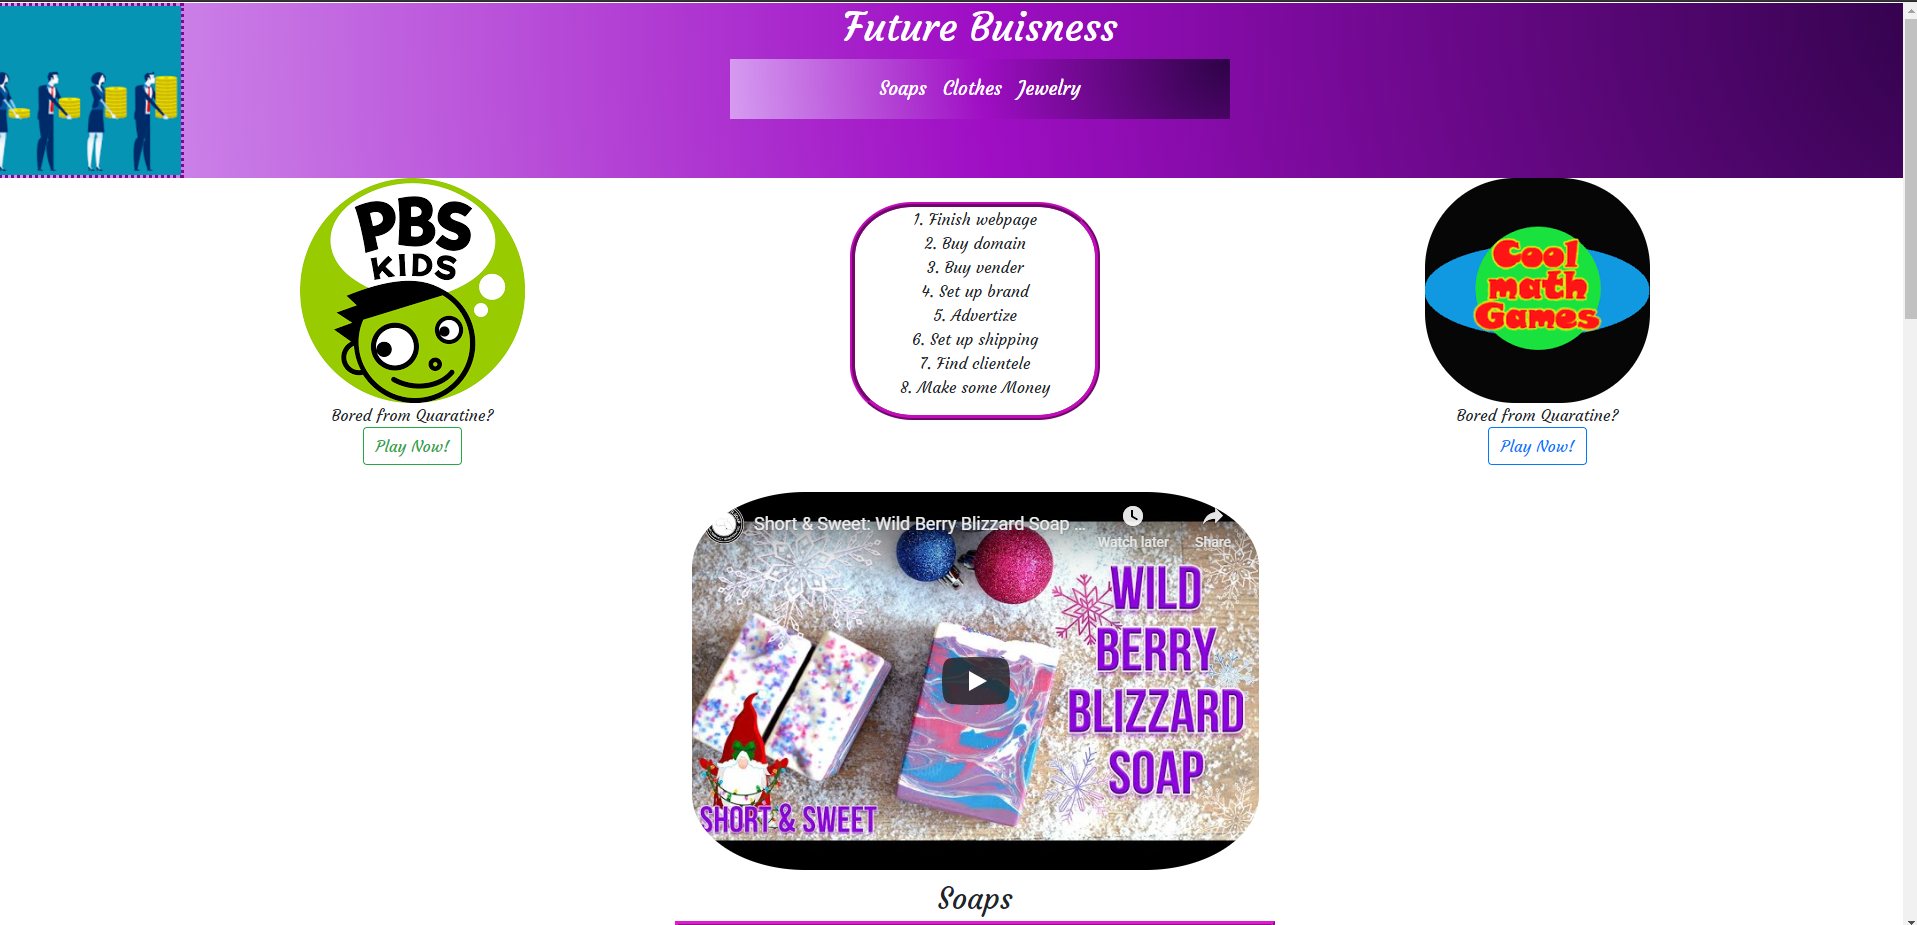 Future Buisness
Soaps Clothes Jewelry
PBS
KIDS
Bored from Quaratine?
Play Now!
1. Finish webpage
2. Buy domain
3. Buy vender
4. Set up brand
5. Advertize
6. Set up shipping
7. Find clientele
8. Make some Money
Cool
math
Games
Bored from Quaratine?
Play Now!
Short & Sweet: Wild Berry Blizzard Soap ...
Watch later
Share
WILD
BERRY
BLIZZARD
SOAP
SHORT & SWEET
Soaps